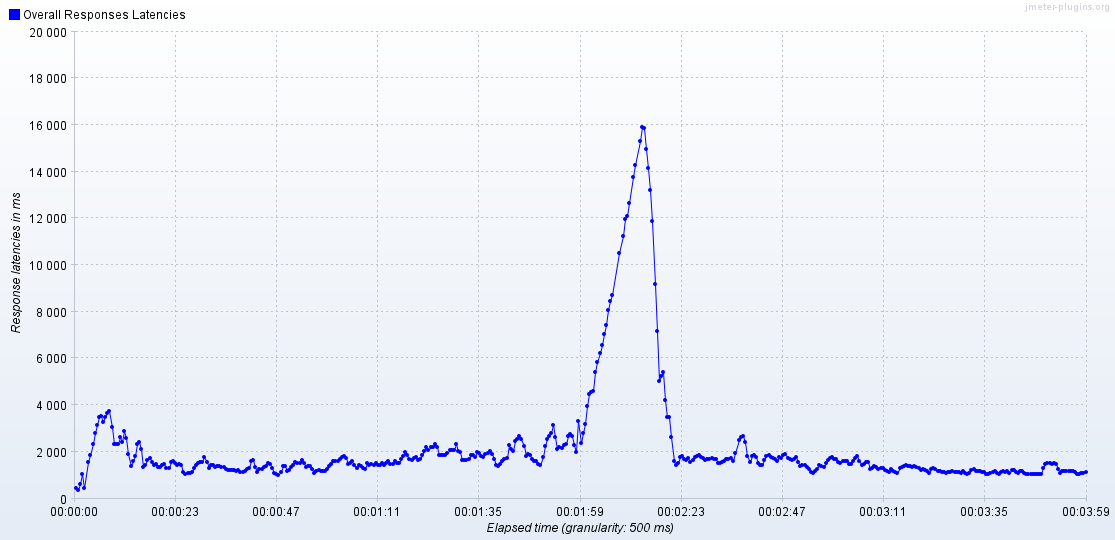 Overall Responses Latencies
jmeter-plugins.org
20 000
18 000
16 000
14 000
12 000
10 000
8 000
6 000
4 000
2 000
0
Response latencies in ms
00:00:00 00:00:23 00:00:47 00:01:11 00:01:35 00:01:59 00:02:23 00:02:47 00:03:11 00:03:35 00:03:59
Elapsed time (granularity: 500 ms)